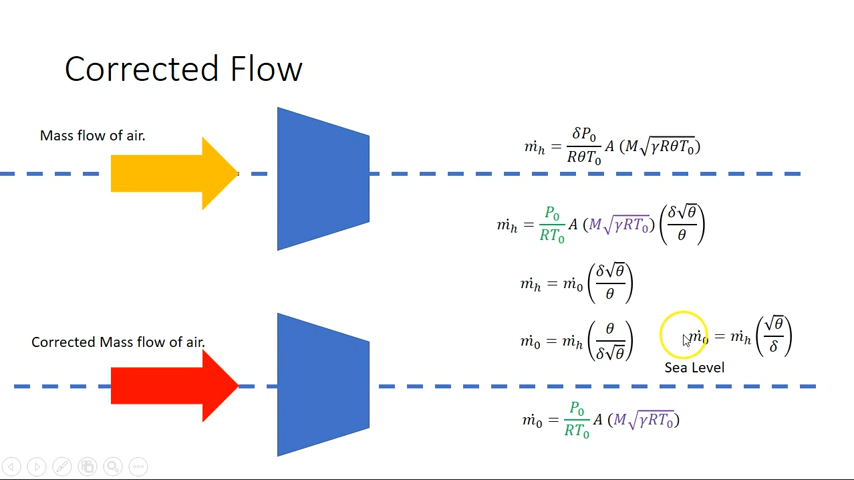 Corrected Flow
Mass flow of air.
ṁₕ = δP₀/RθT₀ A (M√γRθT₀)
ṁₕ = P₀/RT₀ A (M√γRT₀) (δ√θ/θ)
ṁₕ = ṁ₀ (δ√θ/θ)
Corrected Mass flow of air.
ṁ₀ = ṁₕ (θ/δ√θ)
ṁ₀ = ṁₕ (√θ/δ)
Sea Level
ṁ₀ = P₀/RT₀ A (M√γRT₀)